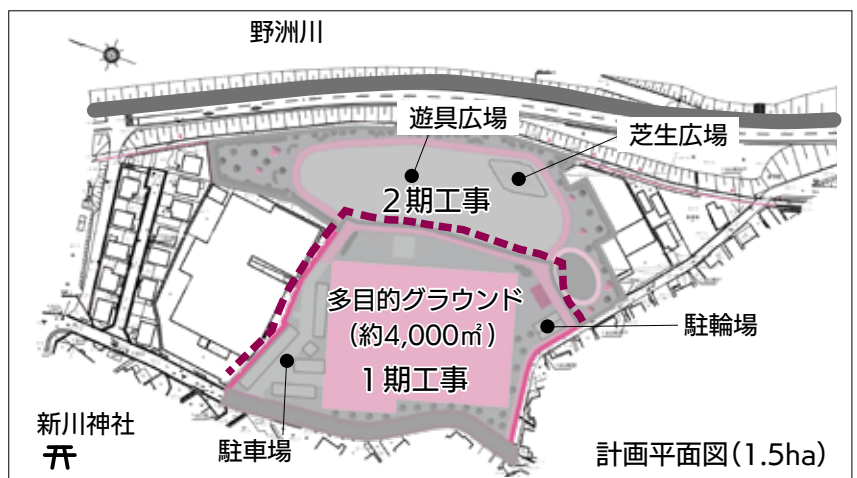 野洲川
遊具広場
芝生広場
2期工事
多目的グラウンド
(約4,000㎡)
1期工事
駐輪場
新川神社
駐車場
計画平面図(1.5ha)